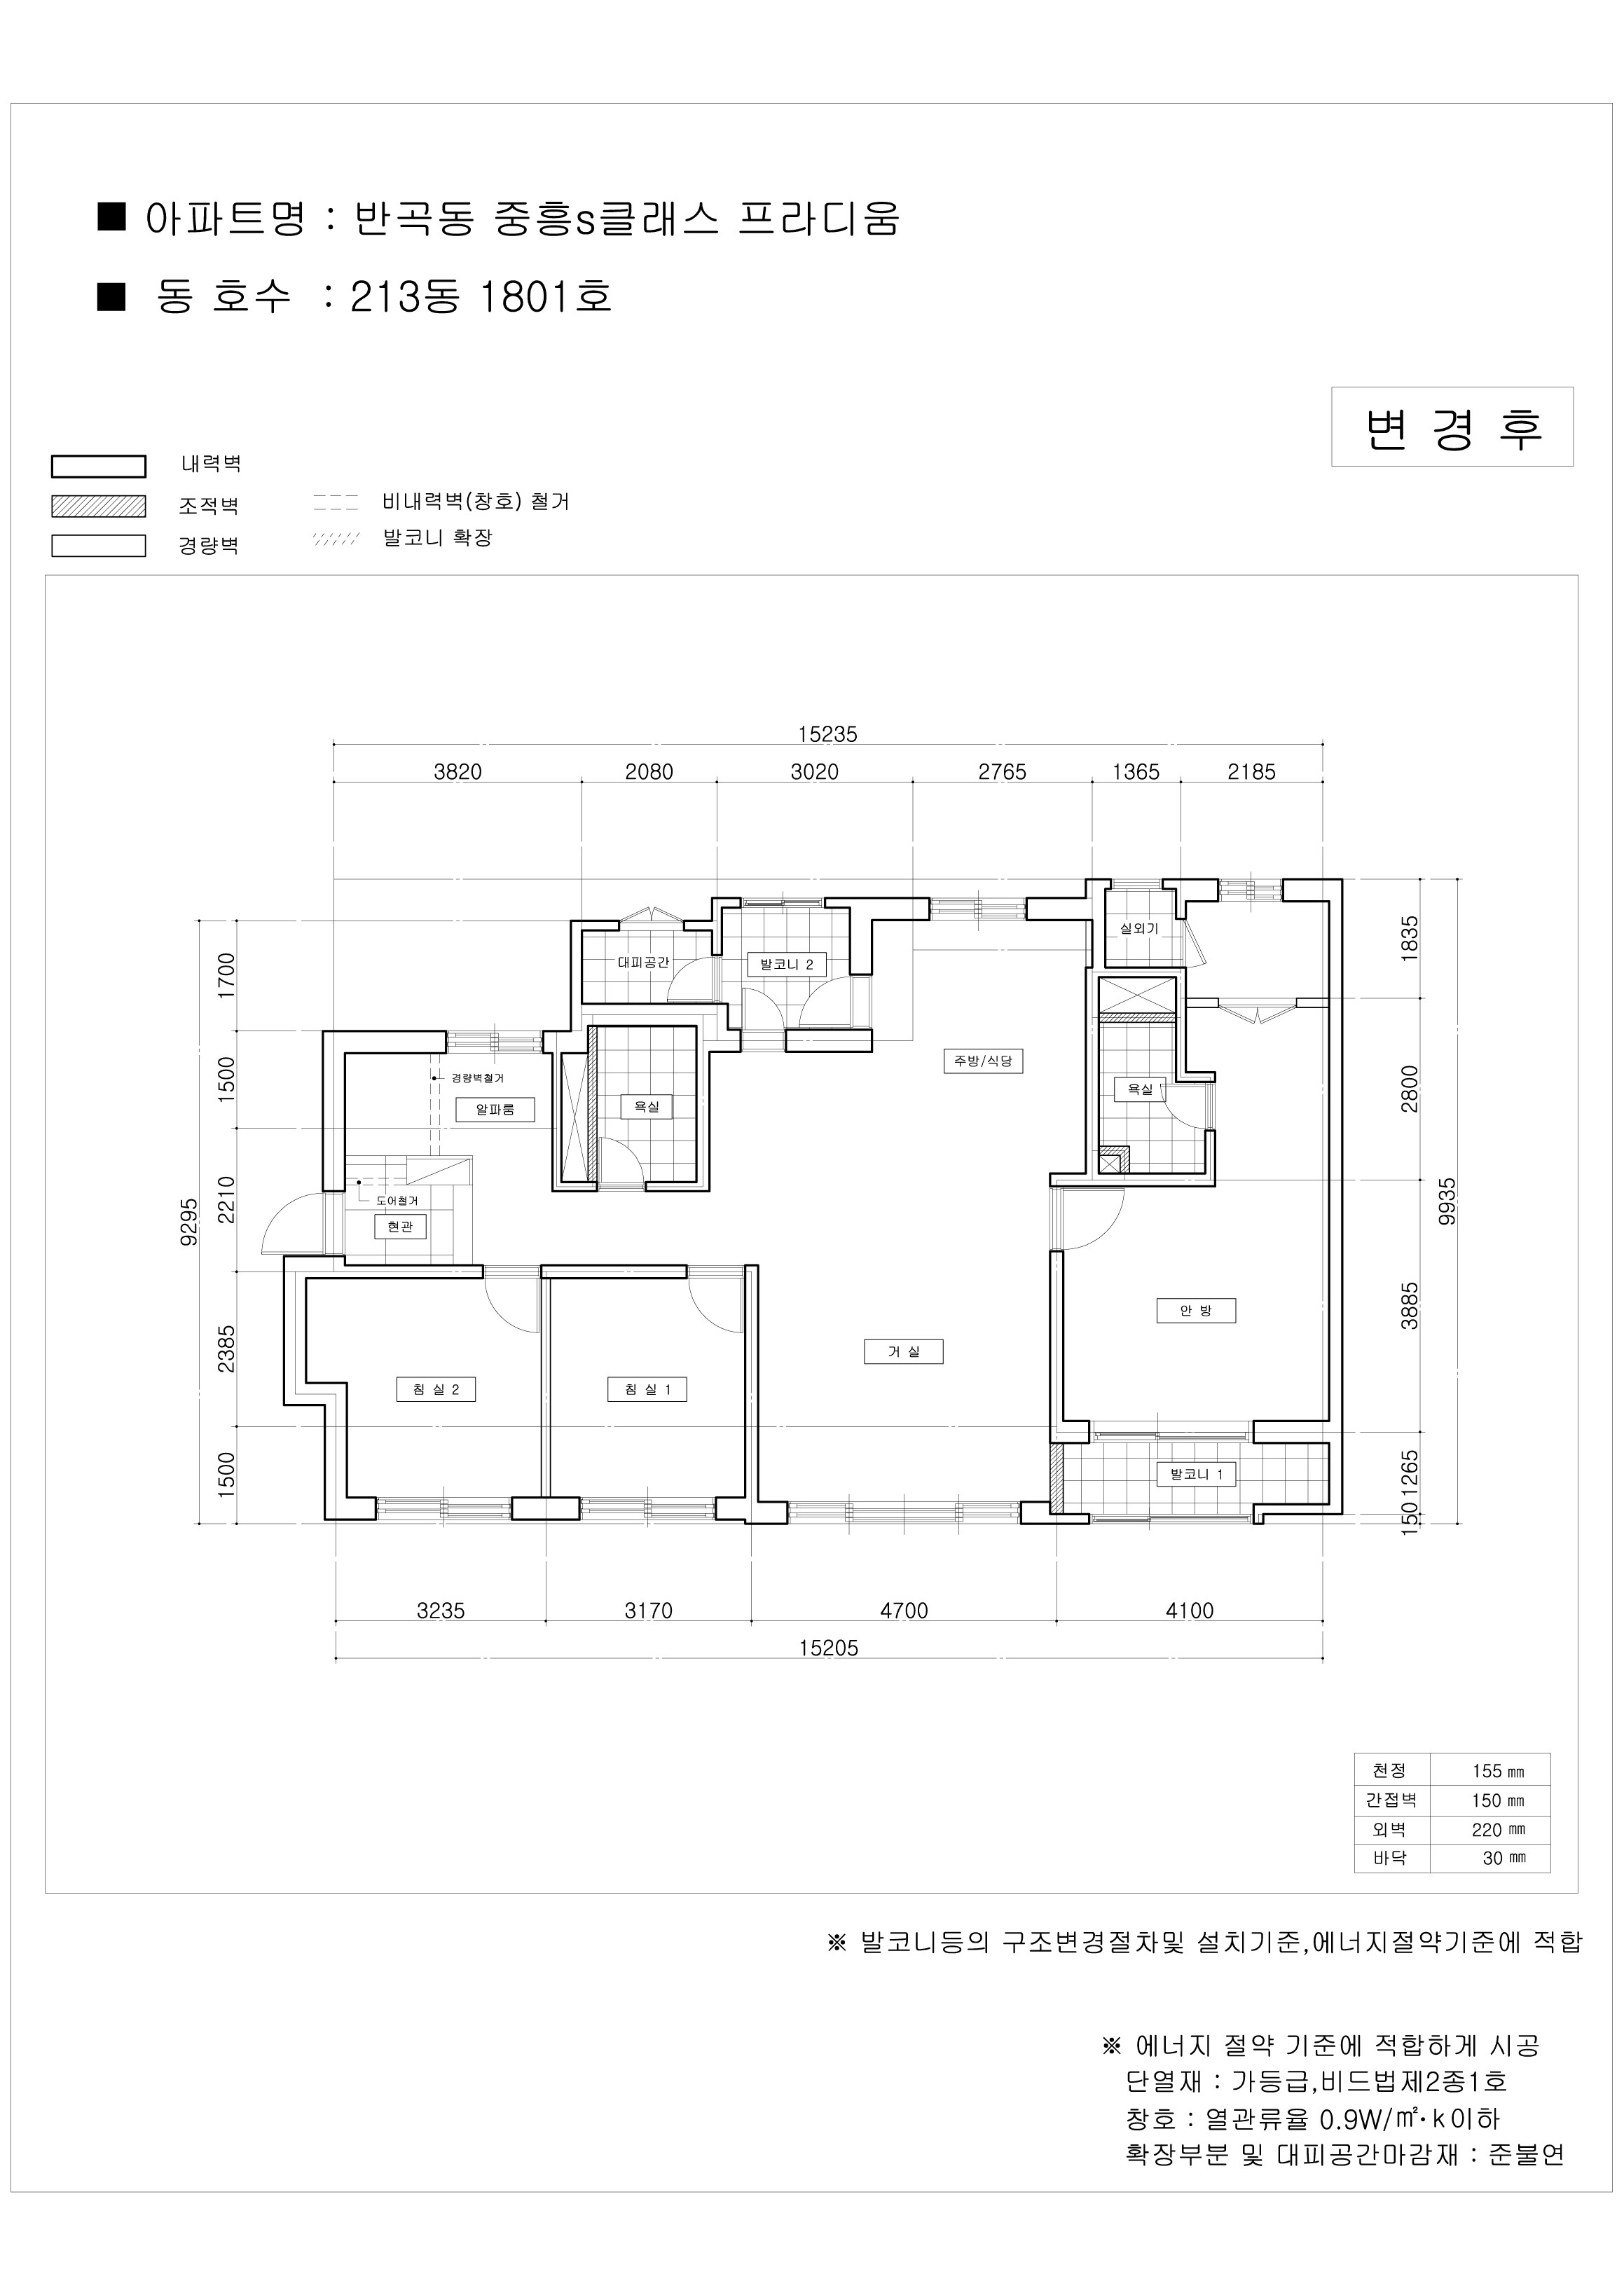 ■ 아파트명 : 반곡동 중흥s클래스 프라디움
■ 동 호수 : 213동 1801호
변 경 후
내력벽
조적벽
경량벽
비내력벽(창호) 철거
발코니 확장
15235
3820 2080 3020 2765 1365 2185
9295
1700
1500
2210
2385
1500
1835
2800
3885
1265
150
9935
실외기
대피공간
발코니 2
주방/식당
경량벽철거
알파룸
욕실
욕실
도어철거
현관
안 방
거 실
침 실 2
침 실 1
발코니 1
3235 3170 4700 4100
15205
천정 155 ㎜
간접벽 150 ㎜
외벽 220 ㎜
바닥 30 ㎜
※ 발코니등의 구조변경절차및 설치기준,에너지절약기준에 적합
※ 에너지 절약 기준에 적합하게 시공
단열재 : 가등급,비드법제2종1호
창호 : 열관류율 0.9W/㎡·k이하
확장부분 및 대피공간마감재 : 준불연